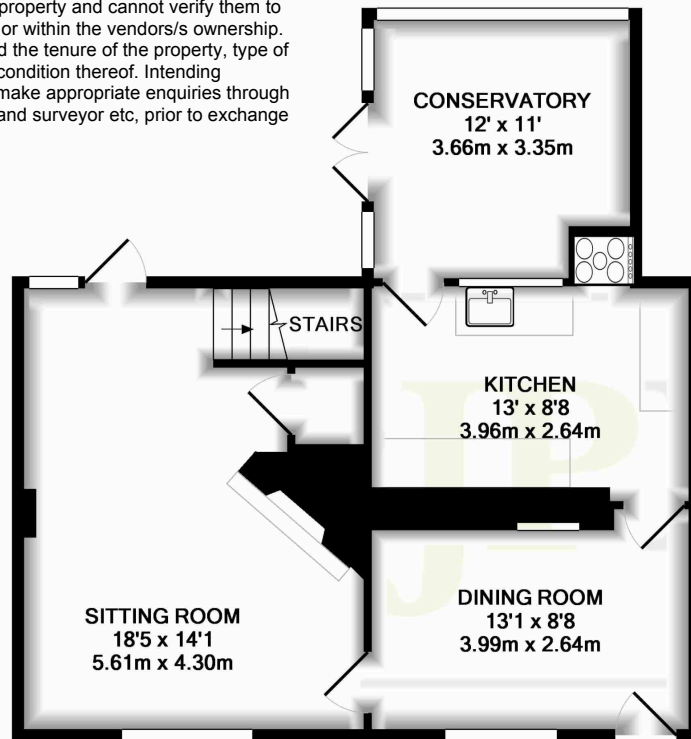 property and cannot verify them to
or within the vendors/s ownership.
d the tenure of the property, type of
condition thereof. Intending
make appropriate enquiries through
and surveyor etc, prior to exchange
CONSERVATORY
12' x 11'
3.66m x 3.35m
STAIRS
KITCHEN
13' x 8'8
3.96m x 2.64m
SITTING ROOM
18'5 x 14'1
5.61m x 4.30m
DINING ROOM
13'1 x 8'8
3.99m x 2.64m
JP